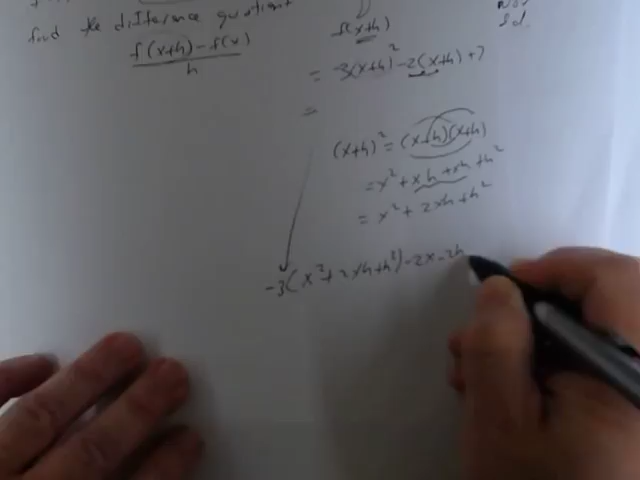 find the difference quotient
f(x+h)-f(x)
h
f(x+h)
= -3(x+h)² -2(x+h)+7
=
(x+h)² = (x+h)(x+h)
= x² + xh + xh + h²
= x² + 2xh + h²
-3(x²+2xh+h²)-2x-2h
sol.